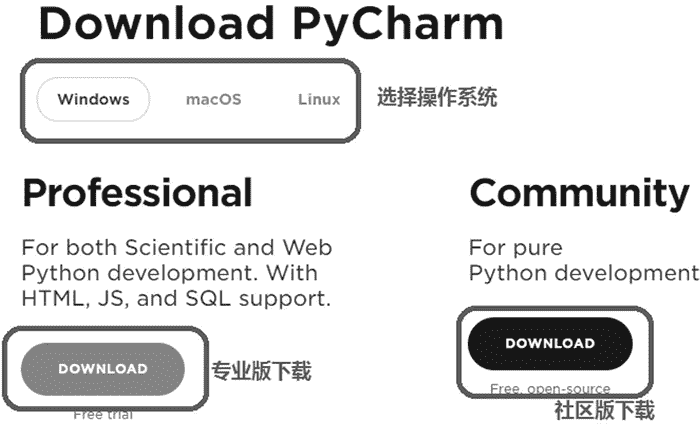 Download PyCharm
Windows macOS Linux 选择操作系统
Professional
For both Scientific and Web
Python development. With
HTML, JS, and SQL support.
DOWNLOAD 专业版下载
Free trial
Community
For pure
Python development
DOWNLOAD
Free, open-source
社区版下载